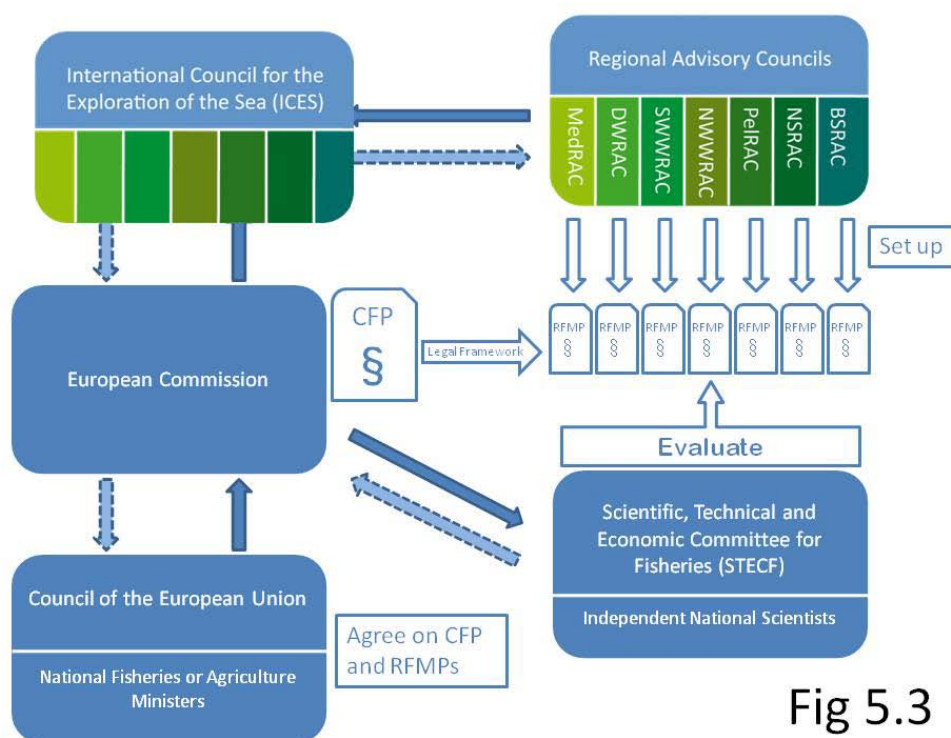 International Council for the
Exploration of the Sea (ICES)
Regional Advisory Councils
MedRAC
DWRAC
SWWRAC
NWWRAC
PelRAC
NSRAC
BSRAC
Set up
European Commission
CFP
§
Legal Framework
RFMP
§
RFMP
§
RFMP
§
RFMP
§
RFMP
§
RFMP
§
RFMP
§
Evaluate
Scientific, Technical and
Economic Committee for
Fisheries (STECF)
Independent National Scientists
Council of the European Union
National Fisheries or Agriculture
Ministers
Agree on CFP
and RFMPs
Fig 5.3